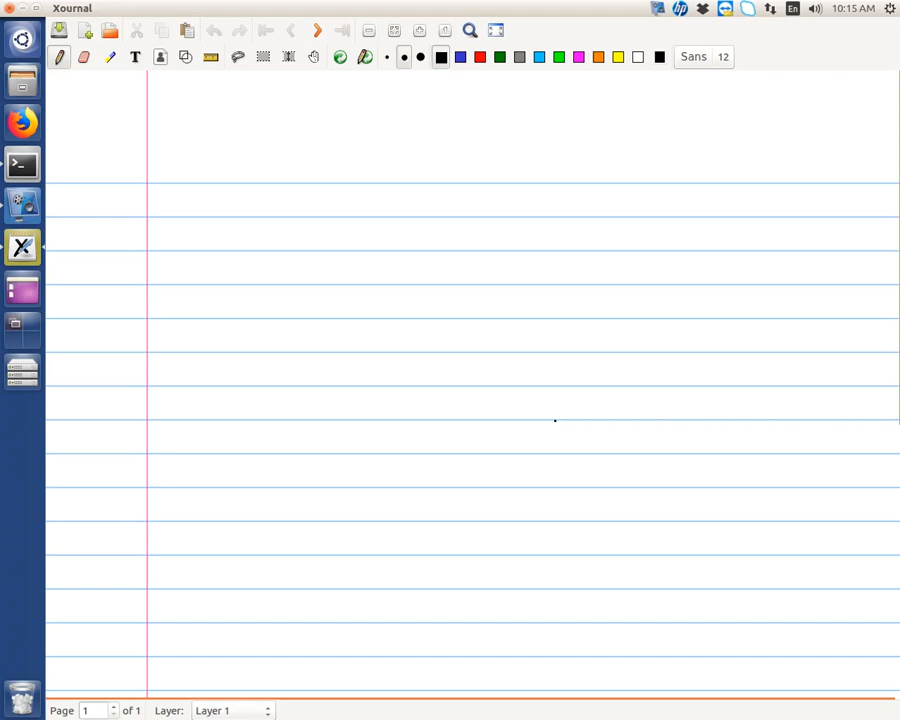 Xournal
En
10:15 AM
T
Sans 12
Page 1 of 1 Layer: Layer 1